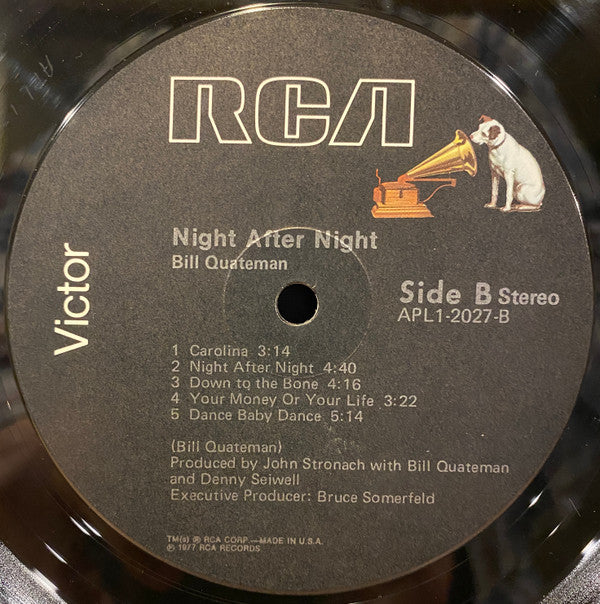 RCA
Victor
Night After Night
Bill Quateman
Side B Stereo
APL1-2027-B
1 Carolina 3:14
2 Night After Night 4:40
3 Down to the Bone 4:16
4 Your Money Or Your Life 3:22
5 Dance Baby Dance 5:14
(Bill Quateman)
Produced by John Stronach with Bill Quateman
and Denny Seiwell
Executive Producer: Bruce Somerfeld
TM(s) ® RCA CORP.—MADE IN U.S.A.
℗ 1977 RCA RECORDS